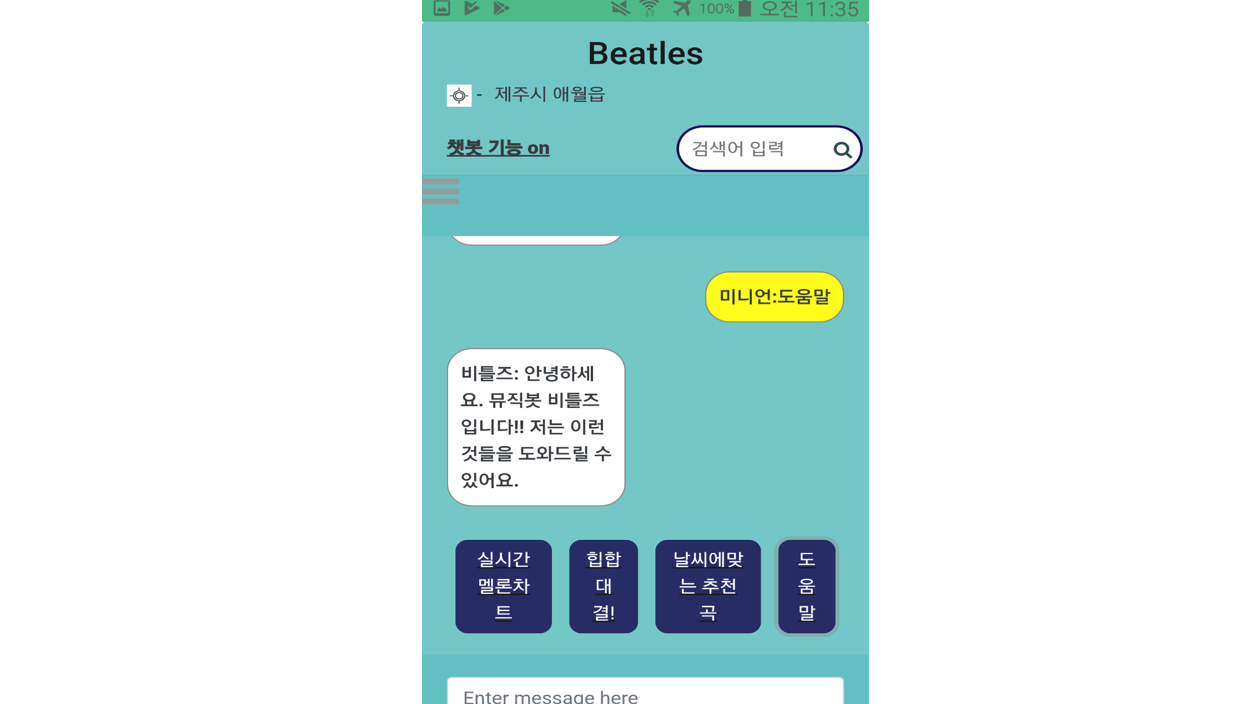 100% 오전 11:35
Beatles
- 제주시 애월읍
챗봇 기능 on
검색어 입력
미니언:도움말
비틀즈: 안녕하세
요. 뮤직봇 비틀즈
입니다!! 저는 이런
것들을 도와드릴 수
있어요.
실시간
멜론차
트
힙합
대
결!
날씨에맞
는 추천
곡
도
움
말
Enter message here